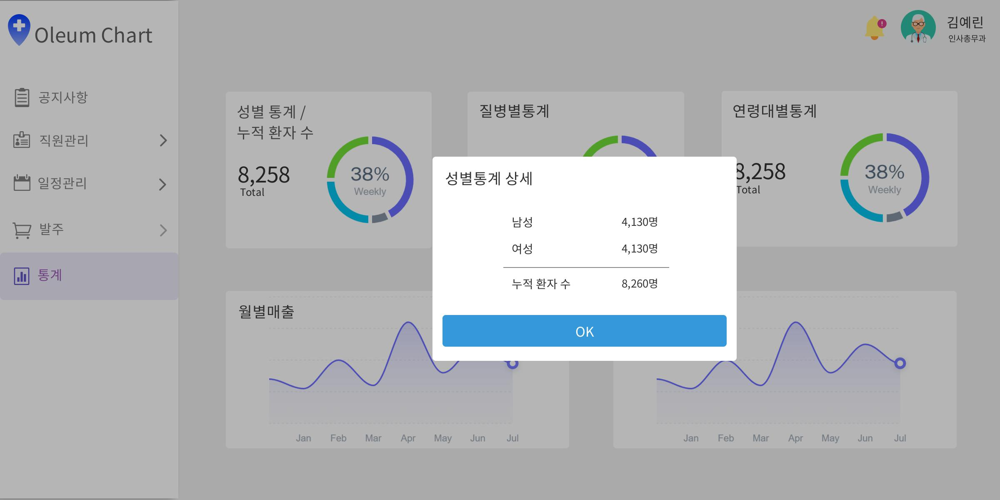 Oleum Chart
김예린
인사총무과
공지사항
직원관리
일정관리
발주
통계
성별 통계 /
누적 환자 수
8,258
Total
38%
Weekly
질병별통계
연령대별통계
8,258
Total
38%
Weekly
성별통계 상세
남성 4,130명
여성 4,130명
누적 환자 수 8,260명
OK
월별매출
Jan Feb Mar Apr May Jun Jul
Jan Feb Mar Apr May Jun Jul